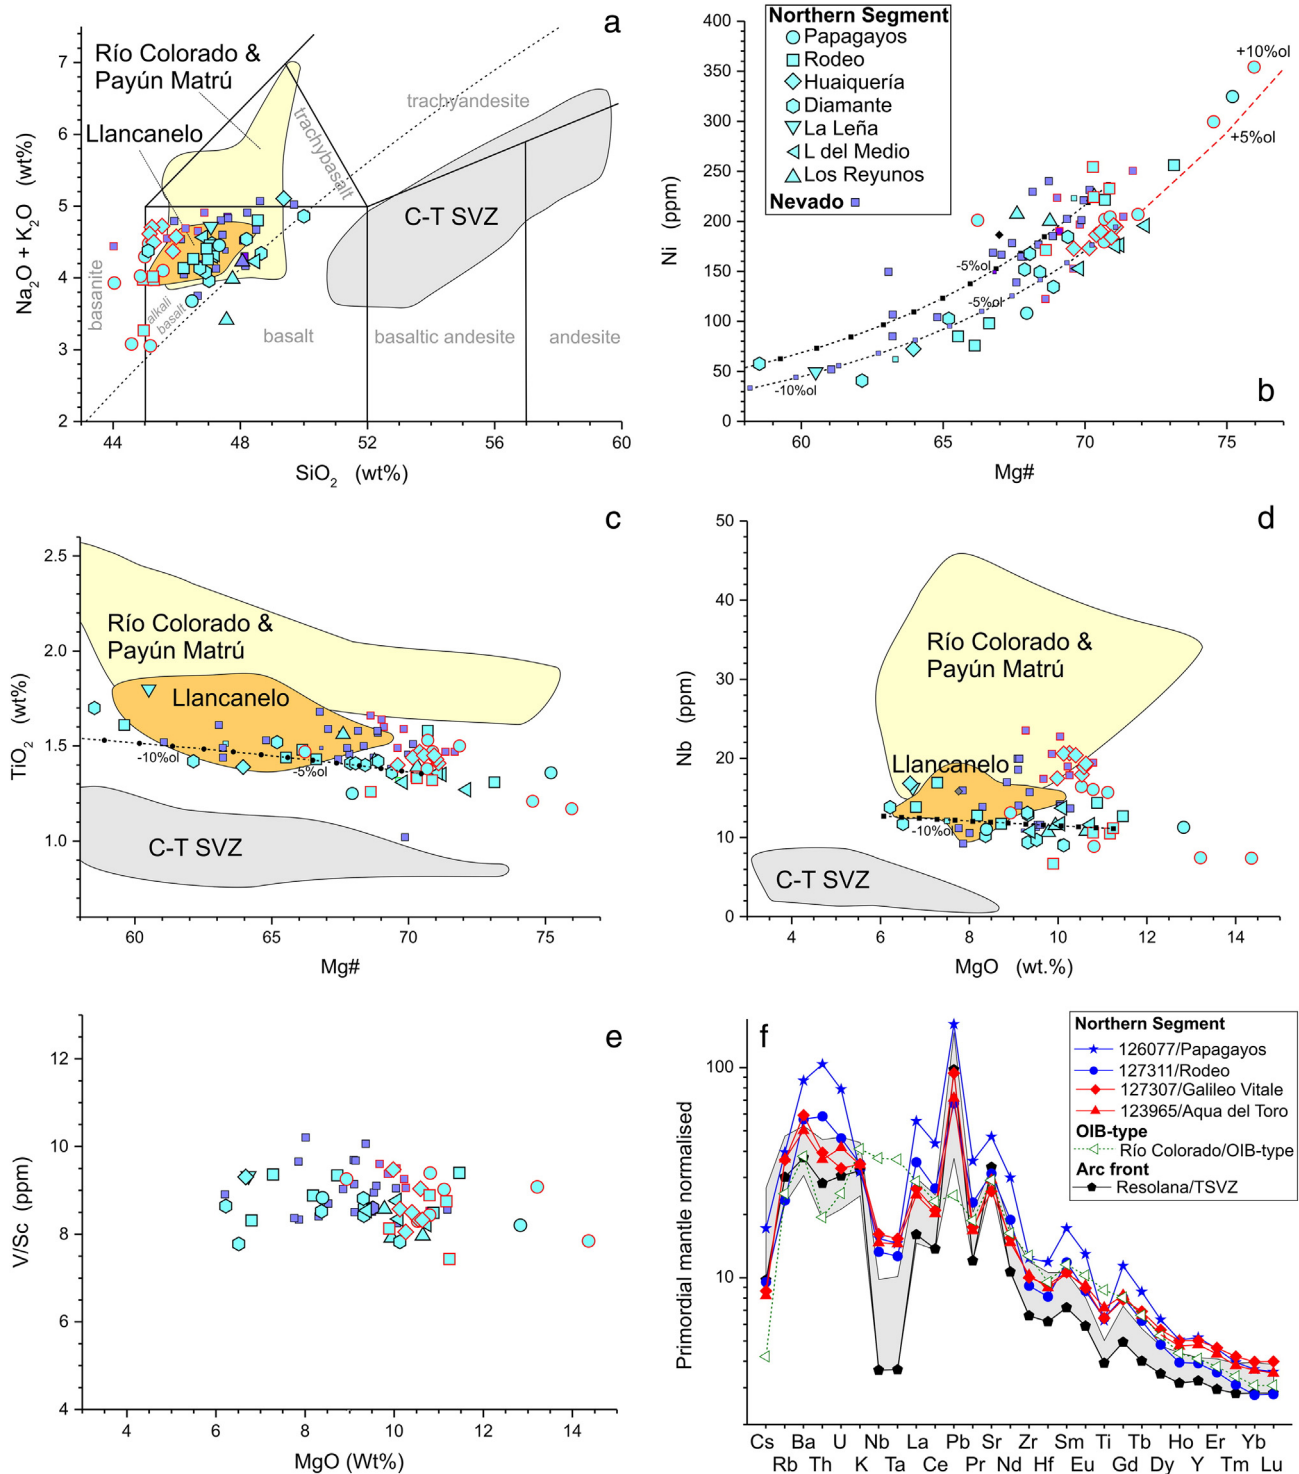 a
Río Colorado &
Payún Matrú
Llancanelo
trachyandesite
trachybasalt
C-T SVZ
basanite
alkali
basalt
basalt
basaltic andesite
andesite
7
6
5
4
3
2
44
48
52
56
60
Na2O + K2O (wt%)
SiO2 (wt%)
b
Northern Segment
Papagayos
Rodeo
Huaiquería
Diamante
La Leña
L del Medio
Los Reyunos
Nevado
+10%ol
+5%ol
-5%ol
-5%ol
-10%ol
400
350
300
250
200
150
100
50
0
60
65
70
75
Ni (ppm)
Mg#
c
Río Colorado &
Payún Matrú
Llancanelo
-10%ol
-5%ol
C-T SVZ
2.5
2.0
1.5
1.0
60
65
70
75
TiO2 (wt%)
Mg#
d
Río Colorado &
Payún Matrú
Llancanelo
-10%ol
C-T SVZ
50
40
30
20
10
0
4
6
8
10
12
14
Nb (ppm)
MgO (wt.%)
e
12
10
8
6
4
4
6
8
10
12
14
V/Sc (ppm)
MgO (Wt%)
f
Northern Segment
126077/Papagayos
127311/Rodeo
127307/Galileo Vitale
123965/Aqua del Toro
OIB-type
Río Colorado/OIB-type
Arc front
Resolana/TSVZ
100
10
Primordial mantle normalised
Cs Ba U Nb La Pb Sr Zr Sm Ti Tb Ho Er Yb
Rb Th K Ta Ce Pr Nd Hf Eu Gd Dy Y Tm Lu